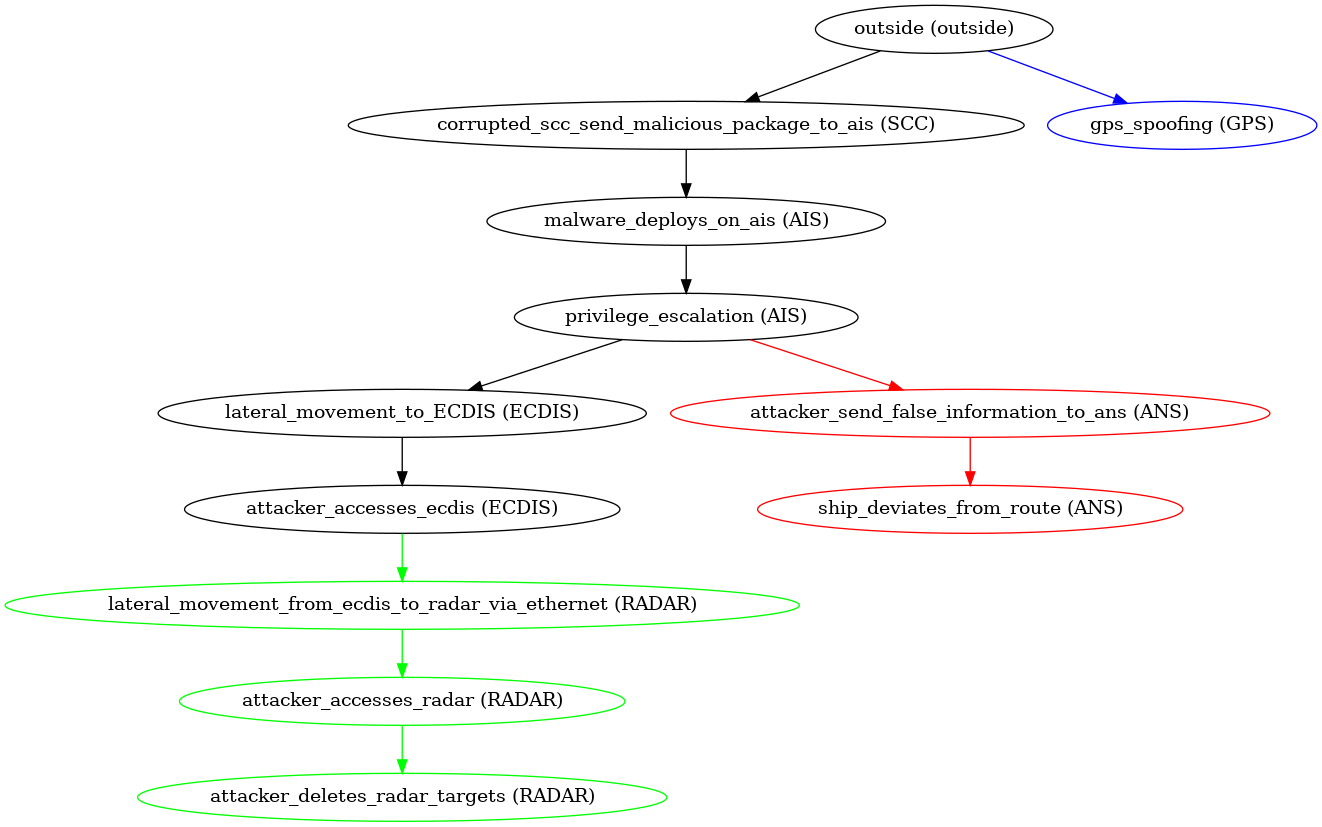 outside (outside)
corrupted_scc_send_malicious_package_to_ais (SCC)
gps_spoofing (GPS)
malware_deploys_on_ais (AIS)
privilege_escalation (AIS)
lateral_movement_to_ECDIS (ECDIS)
attacker_send_false_information_to_ans (ANS)
attacker_accesses_ecdis (ECDIS)
ship_deviates_from_route (ANS)
lateral_movement_from_ecdis_to_radar_via_ethernet (RADAR)
attacker_accesses_radar (RADAR)
attacker_deletes_radar_targets (RADAR)